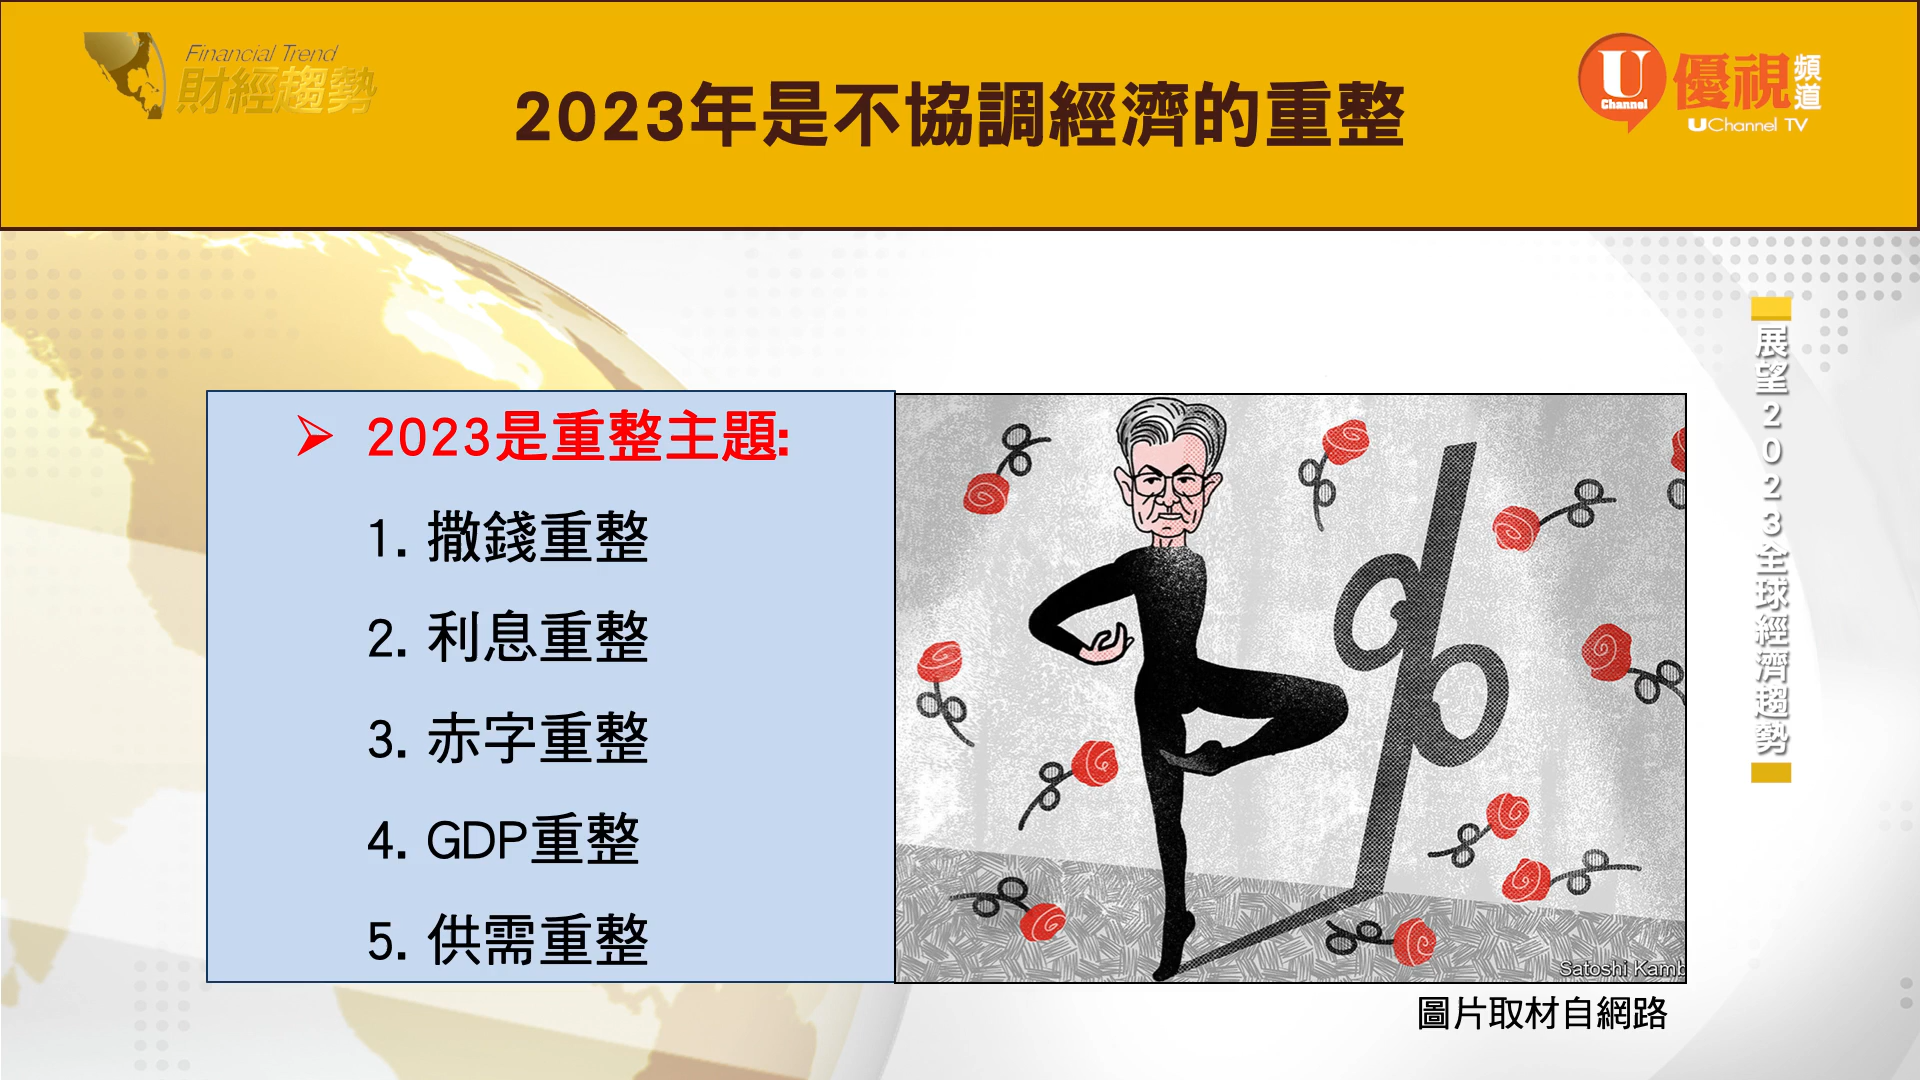 Financial Trend
財經趨勢
2023年是不協調經濟的重整
U
Channel
優視
頻道
UChannel TV
展望2023全球經濟趨勢
2023是重整主題:
1. 撒錢重整
2. 利息重整
3. 赤字重整
4. GDP重整
5. 供需重整
Satoshi Kamb
圖片取材自網路